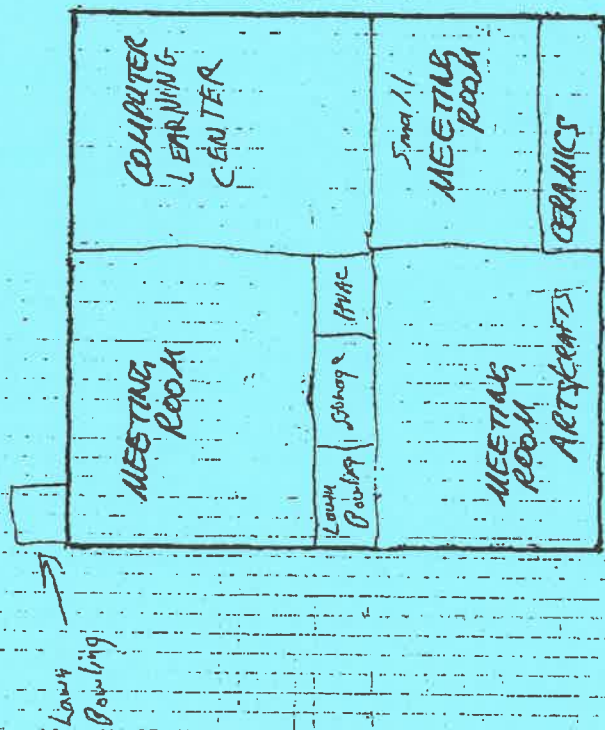 Lawn
Bowling
MEETING
ROOM
COMPUTER
LEARNING
CENTER
Lawn
Bowling
Storage
HVAC
MEETING
ROOM
ARTS/CRAFTS
Small
MEETING
ROOM
CERAMICS